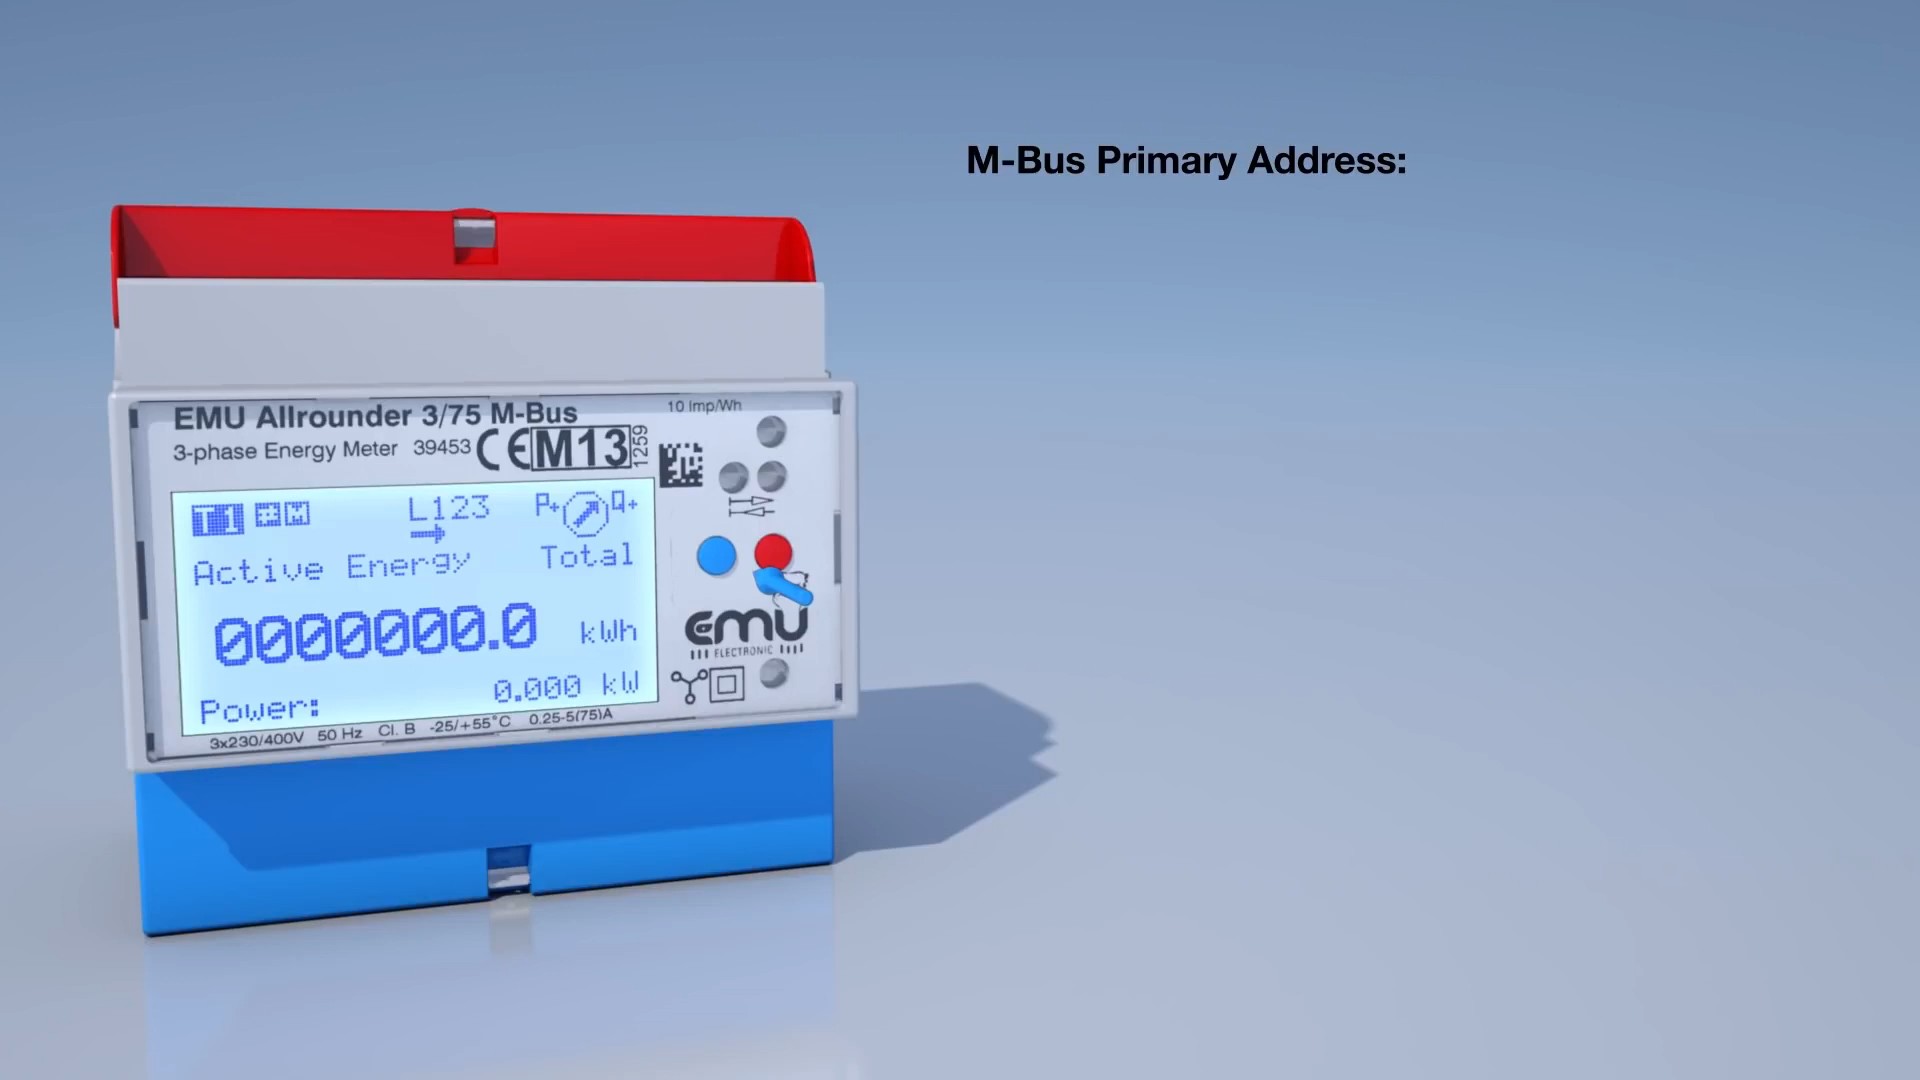 M-Bus Primary Address:
EMU Allrounder 3/75 M-Bus
10 Imp/Wh
3-phase Energy Meter 39453 CE M13 1259
T1 M L123 P+ Q+
Active Energy Total
0000000.0 kWh
Power: 0.000 kW
3x230/400V 50 Hz Cl. B -25/+55°C 0.25-5(75)A
emu
ELECTRONIC